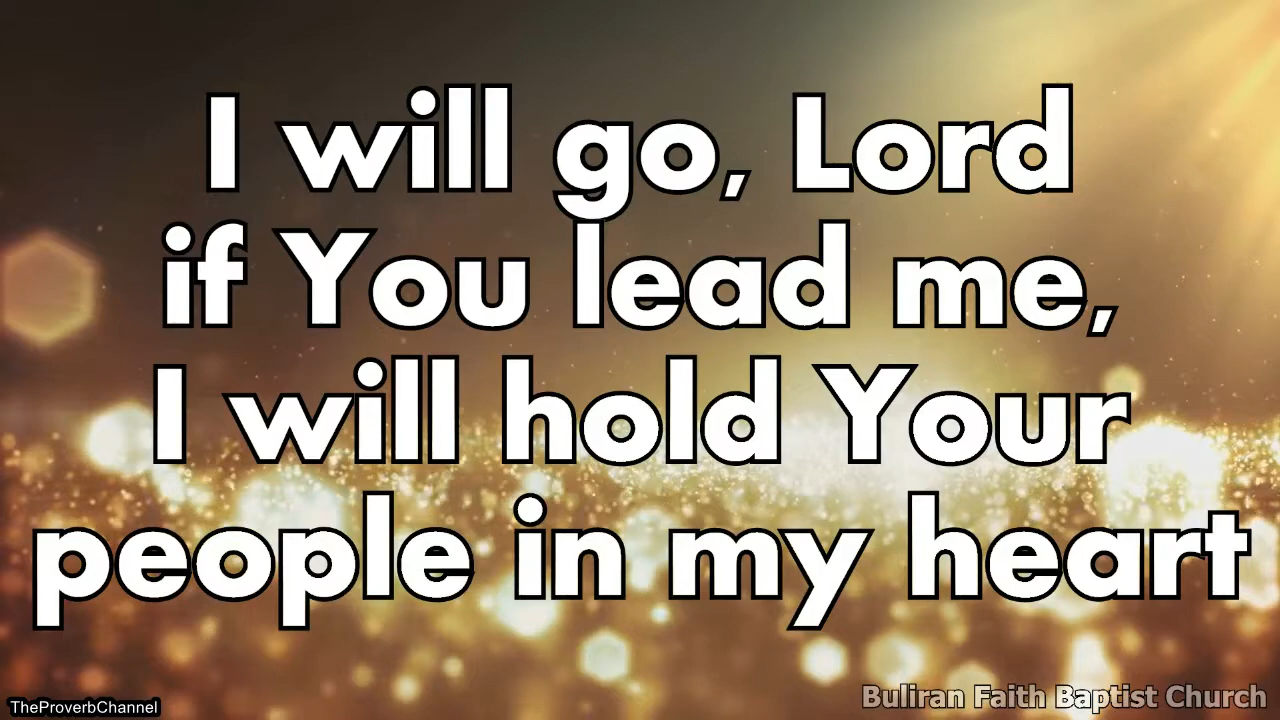 I will go, Lord
if You lead me,
I will hold Your
people in my heart
TheProverbChannel
Buliran Faith Baptist Church